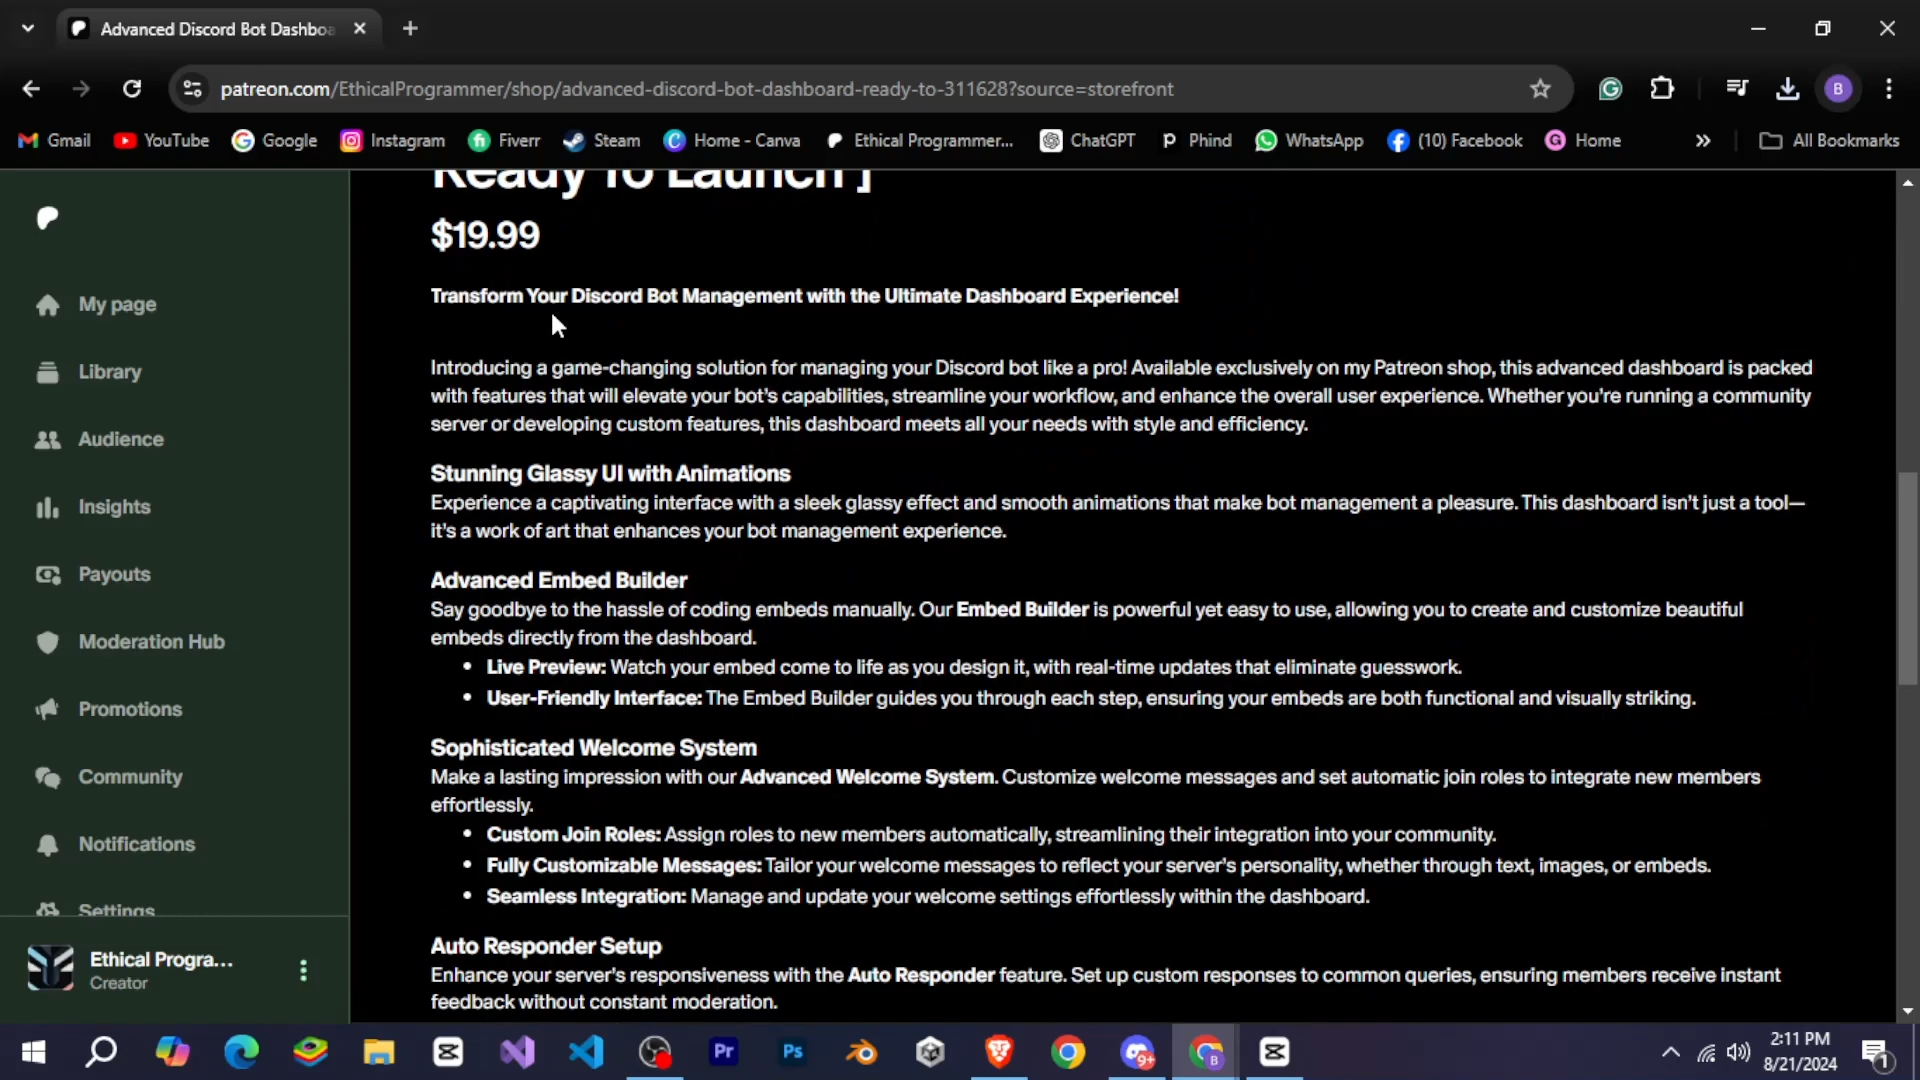 Advanced Discord Bot Dashboa
patreon.com/EthicalProgrammer/shop/advanced-discord-bot-dashboard-ready-to-311628?source=storefront
B
Gmail YouTube Google Instagram Fiverr Steam Home - Canva Ethical Programmer... ChatGPT Phind WhatsApp (10) Facebook Home » All Bookmarks
My page
Library
Audience
Insights
Payouts
Moderation Hub
Promotions
Community
Notifications
Settings
Ethical Progra...
Creator
Ready To Launch ]
$19.99
Transform Your Discord Bot Management with the Ultimate Dashboard Experience!
Introducing a game-changing solution for managing your Discord bot like a pro! Available exclusively on my Patreon shop, this advanced dashboard is packed
with features that will elevate your bot's capabilities, streamline your workflow, and enhance the overall user experience. Whether you're running a community
server or developing custom features, this dashboard meets all your needs with style and efficiency.
Stunning Glassy UI with Animations
Experience a captivating interface with a sleek glassy effect and smooth animations that make bot management a pleasure. This dashboard isn't just a tool—
it's a work of art that enhances your bot management experience.
Advanced Embed Builder
Say goodbye to the hassle of coding embeds manually. Our Embed Builder is powerful yet easy to use, allowing you to create and customize beautiful
embeds directly from the dashboard.
• Live Preview: Watch your embed come to life as you design it, with real-time updates that eliminate guesswork.
• User-Friendly Interface: The Embed Builder guides you through each step, ensuring your embeds are both functional and visually striking.
Sophisticated Welcome System
Make a lasting impression with our Advanced Welcome System. Customize welcome messages and set automatic join roles to integrate new members
effortlessly.
• Custom Join Roles: Assign roles to new members automatically, streamlining their integration into your community.
• Fully Customizable Messages: Tailor your welcome messages to reflect your server's personality, whether through text, images, or embeds.
• Seamless Integration: Manage and update your welcome settings effortlessly within the dashboard.
Auto Responder Setup
Enhance your server's responsiveness with the Auto Responder feature. Set up custom responses to common queries, ensuring members receive instant
feedback without constant moderation.
Pr Ps 9+ B
2:11 PM
8/21/2024
1